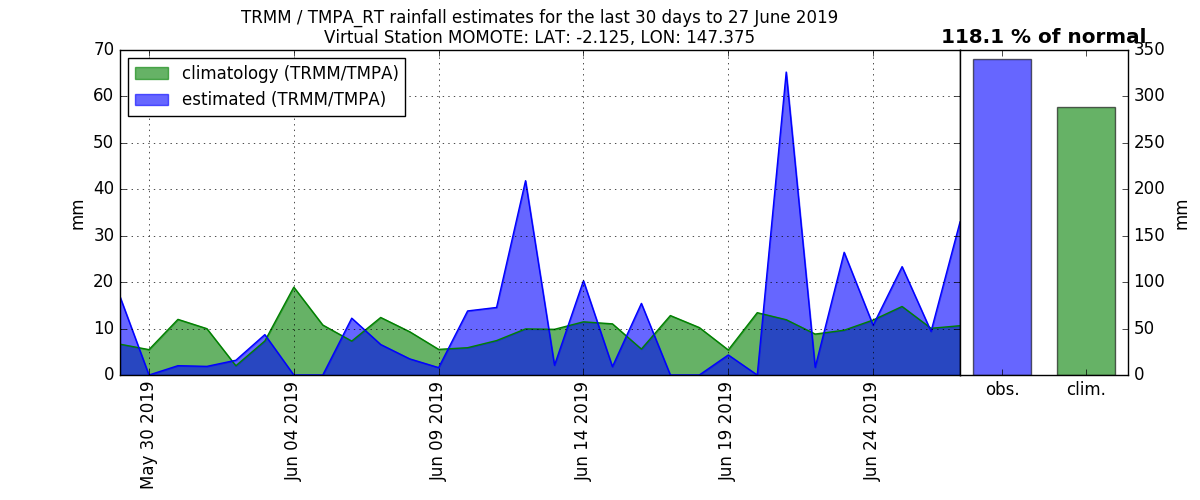 TRMM / TMPA_RT rainfall estimates for the last 30 days to 27 June 2019
Virtual Station MOMOTE: LAT: -2.125, LON: 147.375
118.1 % of normal
climatology (TRMM/TMPA)
estimated (TRMM/TMPA)
70
60
50
40
30
20
10
0
mm
350
300
250
200
150
100
50
0
mm
obs.
clim.
May 30 2019
Jun 04 2019
Jun 09 2019
Jun 14 2019
Jun 19 2019
Jun 24 2019